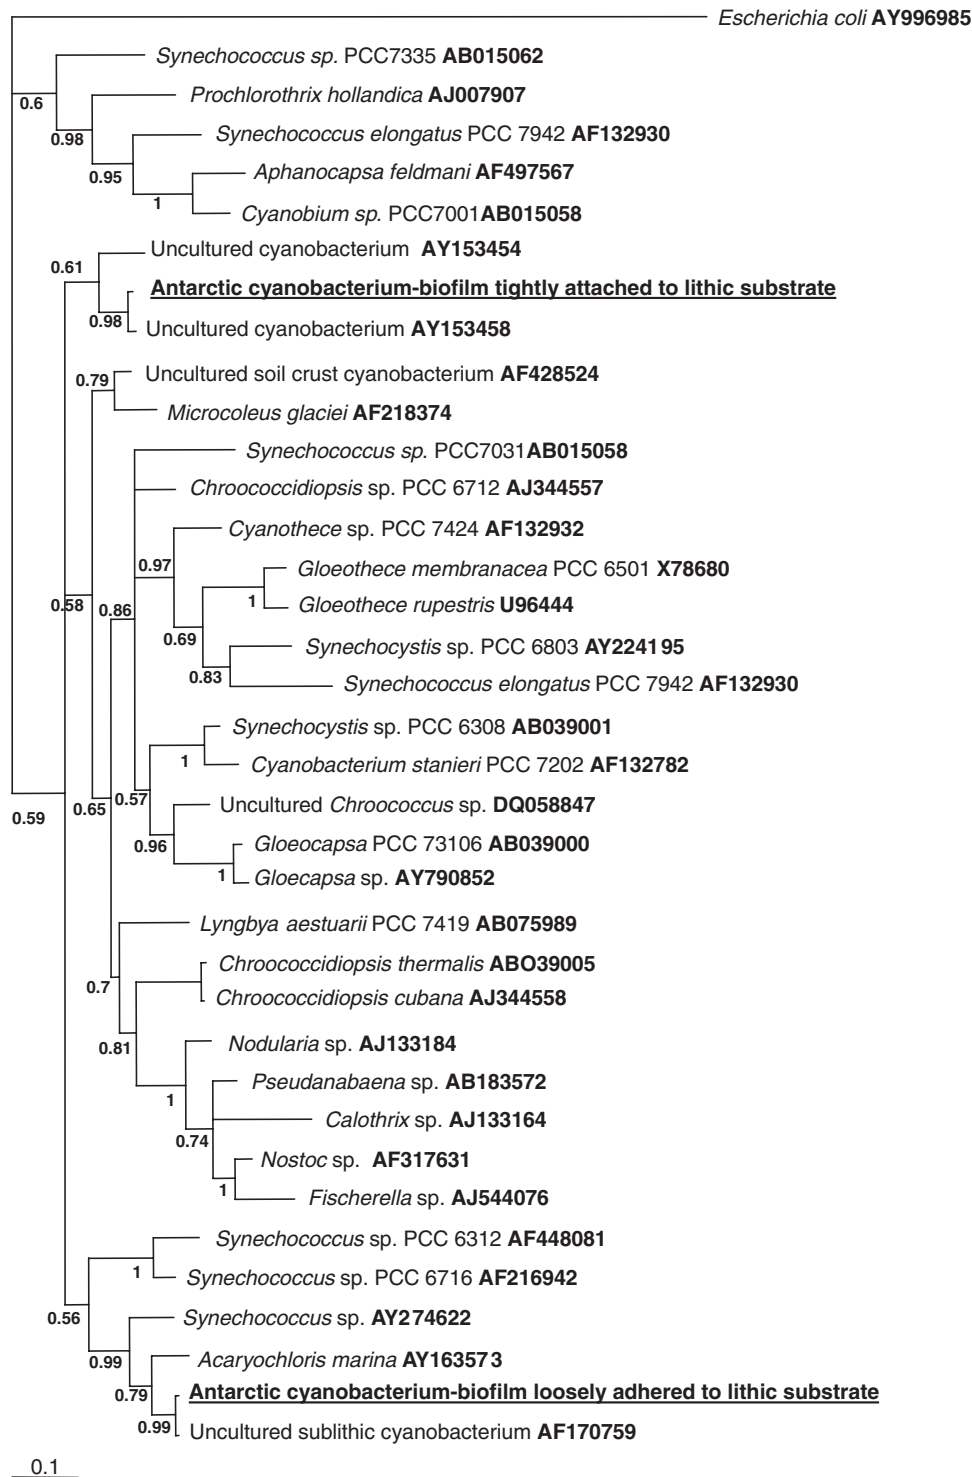 Escherichia coli AY996985
Synechococcus sp. PCC7335 AB015062
Prochlorothrix hollandica AJ007907
0.6
Synechococcus elongatus PCC 7942 AF132930
0.98
Aphanocapsa feldmani AF497567
0.95
1
Cyanobium sp. PCC7001AB015058
Uncultured cyanobacterium AY153454
0.61
Antarctic cyanobacterium-biofilm tightly attached to lithic substrate
0.98
Uncultured cyanobacterium AY153458
Uncultured soil crust cyanobacterium AF428524
0.79
Microcoleus glaciei AF218374
Synechococcus sp. PCC7031AB015058
Chroococcidiopsis sp. PCC 6712 AJ344557
Cyanothece sp. PCC 7424 AF132932
0.97
Gloeothece membranacea PCC 6501 X78680
1
Gloeothece rupestris U96444
0.58
0.86
0.69
Synechocystis sp. PCC 6803 AY224195
0.83
Synechococcus elongatus PCC 7942 AF132930
Synechocystis sp. PCC 6308 AB039001
1
Cyanobacterium stanieri PCC 7202 AF132782
0.59
0.65
0.57
Uncultured Chroococcus sp. DQ058847
0.96
Gloeocapsa PCC 73106 AB039000
1
Gloecapsa sp. AY790852
Lyngbya aestuarii PCC 7419 AB075989
Chroococcidiopsis thermalis ABO39005
0.7
Chroococcidiopsis cubana AJ344558
0.81
Nodularia sp. AJ133184
Pseudanabaena sp. AB183572
1
Calothrix sp. AJ133164
0.74
Nostoc sp. AF317631
1
Fischerella sp. AJ544076
Synechococcus sp. PCC 6312 AF448081
1
Synechococcus sp. PCC 6716 AF216942
0.56
Synechococcus sp. AY274622
0.99
Acaryochloris marina AY163573
0.79
Antarctic cyanobacterium-biofilm loosely adhered to lithic substrate
0.99
Uncultured sublithic cyanobacterium AF170759
0.1